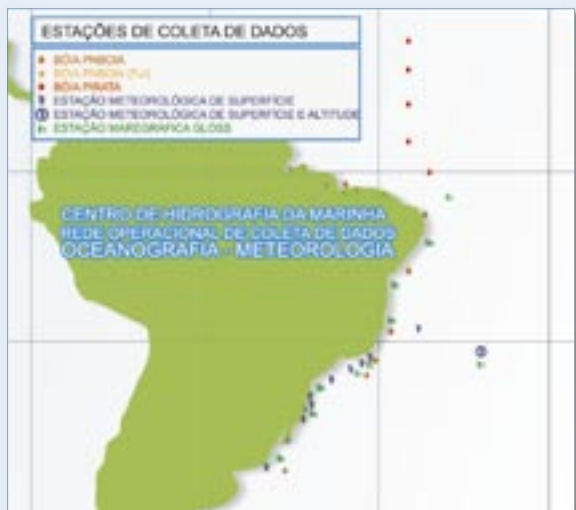 ESTAÇÕES DE COLETA DE DADOS
BÓIA PNBOIA
BÓIA PNBOIA (FIX)
BÓIA PIRATA
ESTAÇÃO METEOROLÓGICA DE SUPERFÍCIE
ESTAÇÃO METEOROLÓGICA DE SUPERFÍCIE E ALTITUDE
ESTAÇÃO MAREGRÁFICA GLOSS
CENTRO DE HIDROGRAFIA DA MARINHA
REDE OPERACIONAL DE COLETA DE DADOS
OCEANOGRAFIA - METEOROLOGIA